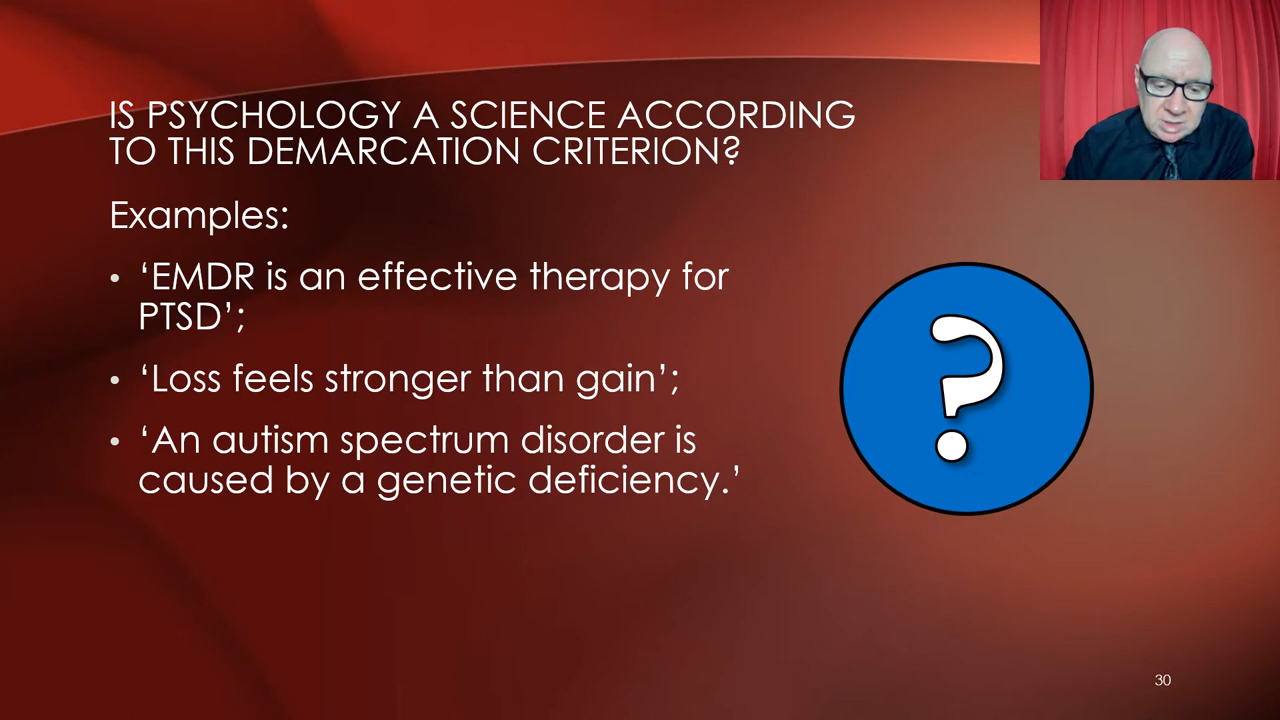 IS PSYCHOLOGY A SCIENCE ACCORDING
TO THIS DEMARCATION CRITERION?
Examples:
• ‘EMDR is an effective therapy for
PTSD’;
• ‘Loss feels stronger than gain’;
• ‘An autism spectrum disorder is
caused by a genetic deficiency.’
?
30